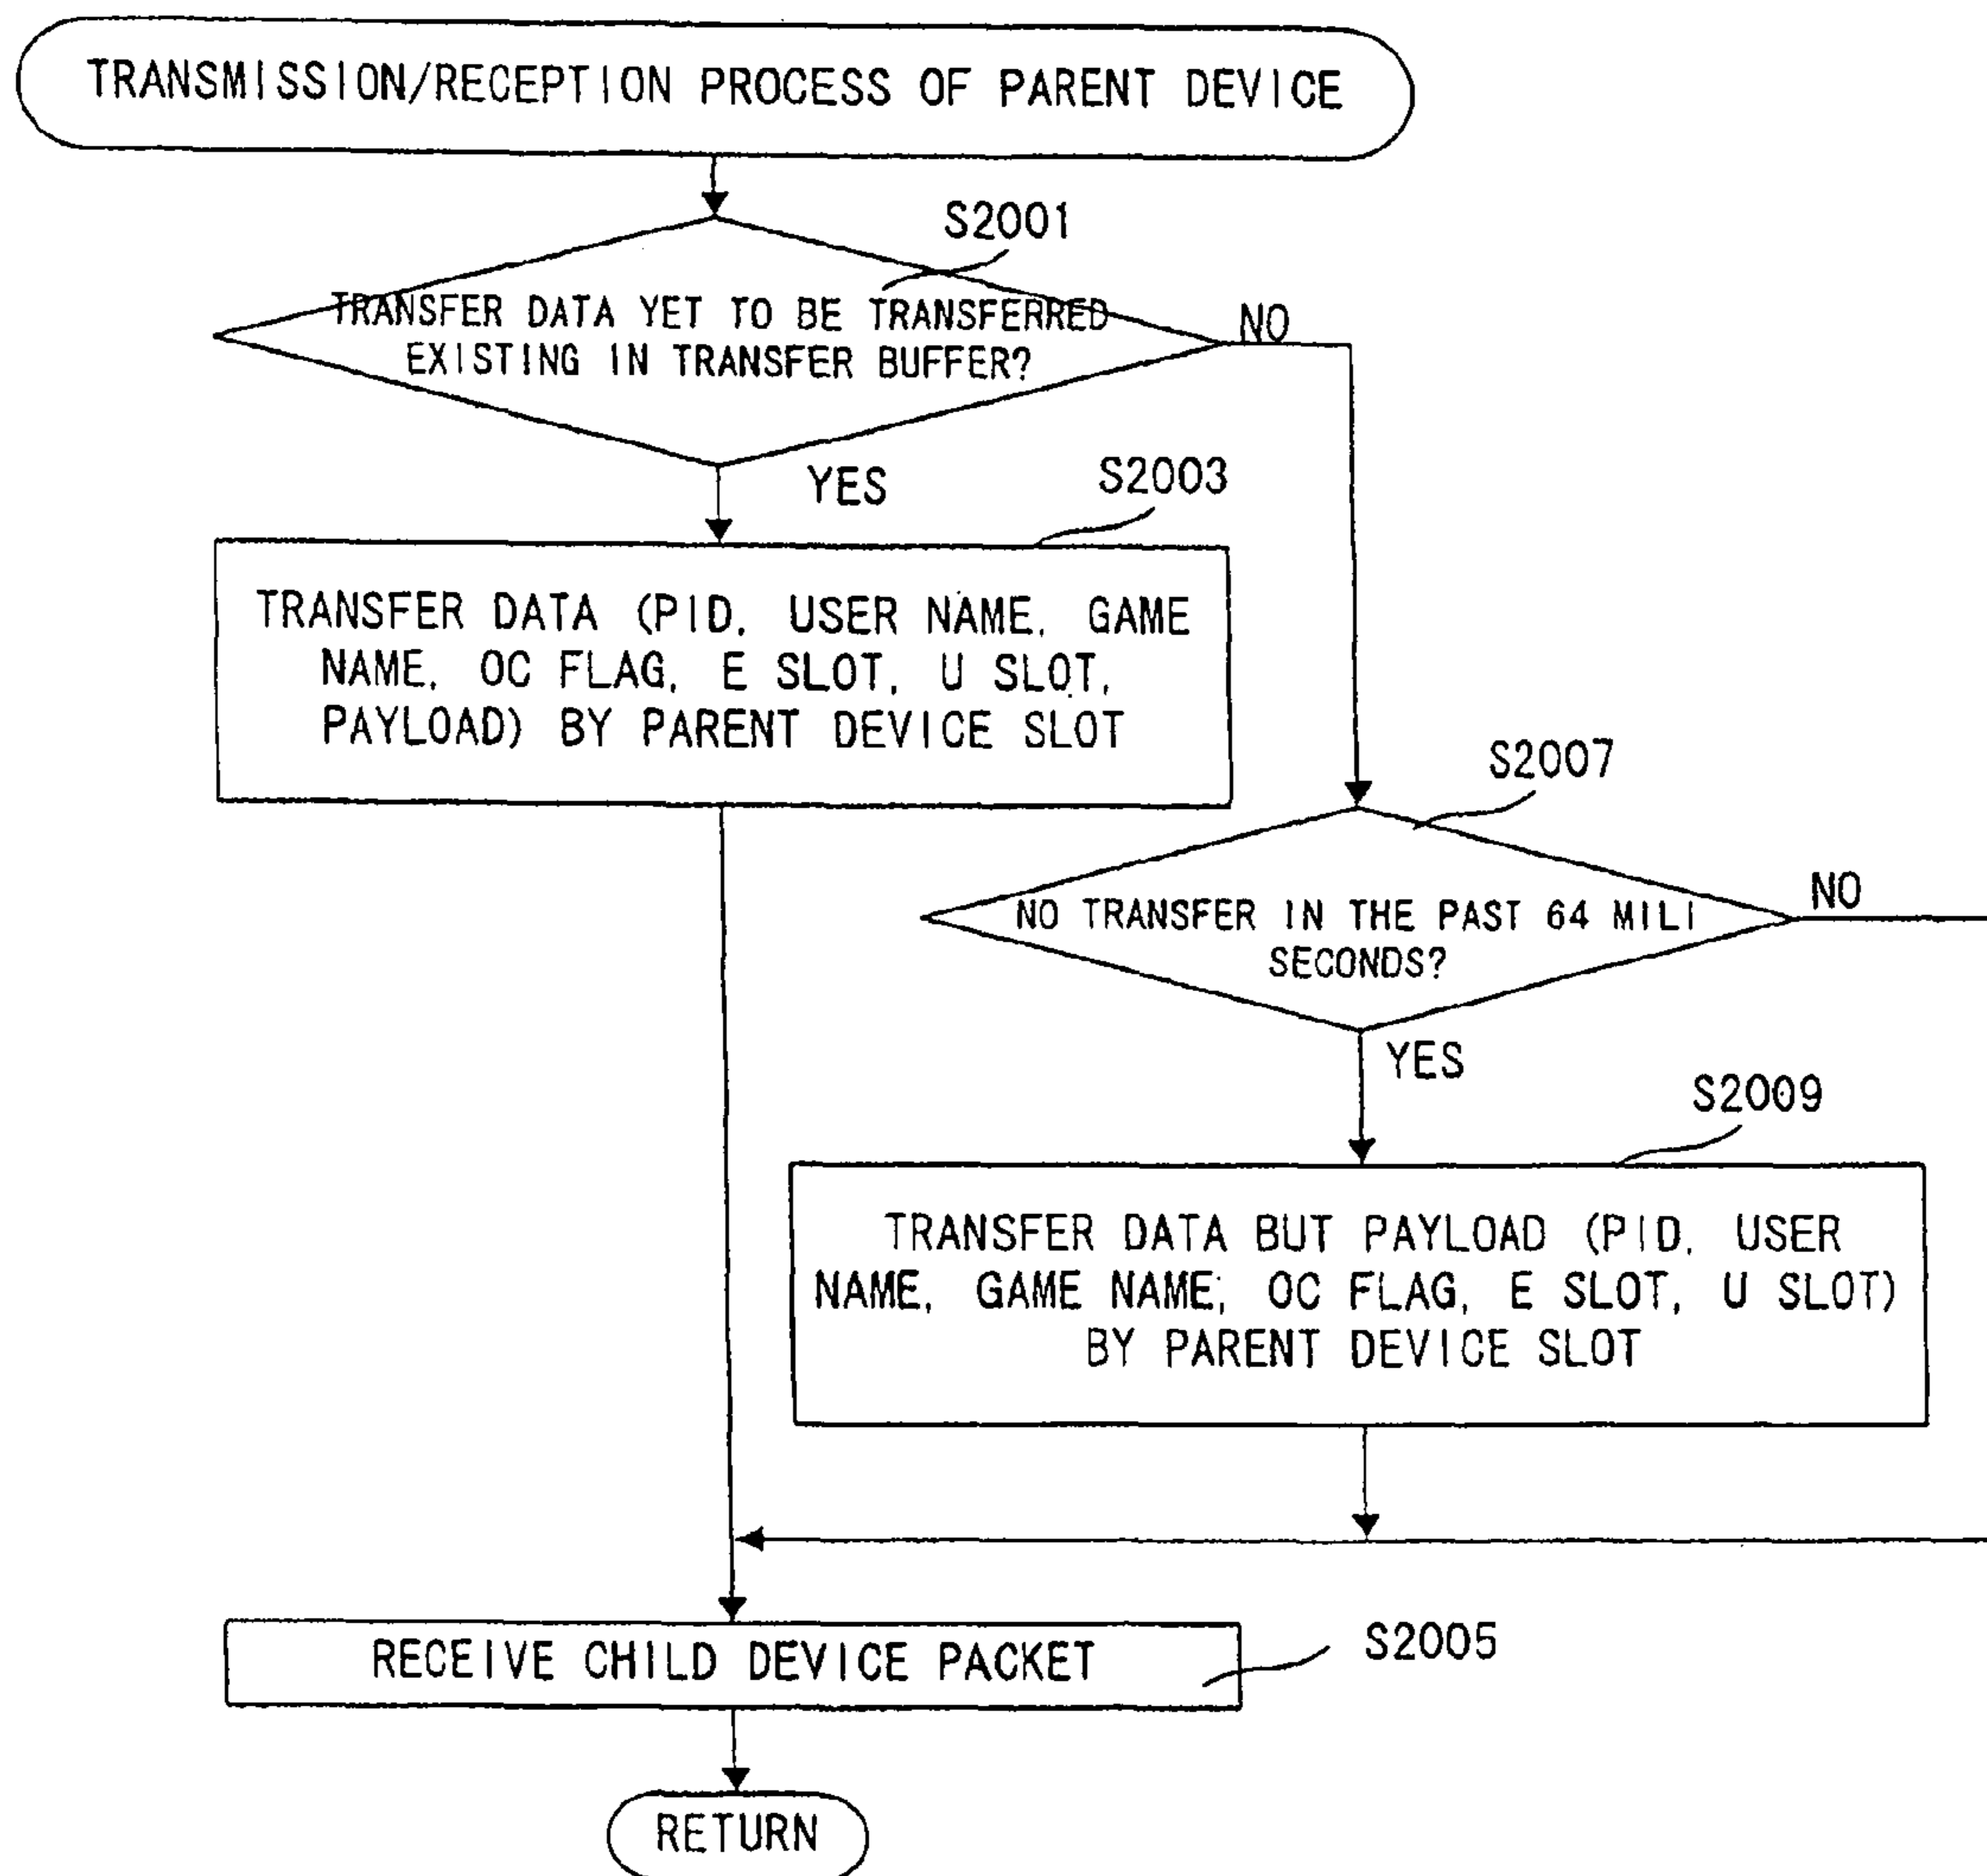 TRANSMISSION/RECEPTION PROCESS OF PARENT DEVICE
S2001
TRANSFER DATA YET TO BE TRANSFERRED
EXISTING IN TRANSFER BUFFER?
NO
YES
S2003
TRANSFER DATA (PID, USER NAME, GAME
NAME, OC FLAG, E SLOT, U SLOT,
PAYLOAD) BY PARENT DEVICE SLOT
S2007
NO TRANSFER IN THE PAST 64 MILI
SECONDS?
NO
YES
S2009
TRANSFER DATA BUT PAYLOAD (PID, USER
NAME, GAME NAME, OC FLAG, E SLOT, U SLOT)
BY PARENT DEVICE SLOT
RECEIVE CHILD DEVICE PACKET
S2005
RETURN